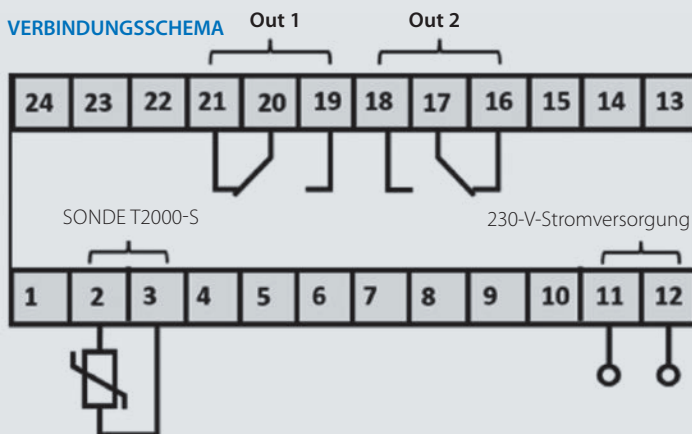 VERBINDUNGSSCHEMA Out 1 Out 2
24 23 22 21 20 19 18 17 16 15 14 13
SONDE T2000-S 230-V-Stromversorgung
1 2 3 4 5 6 7 8 9 10 11 12